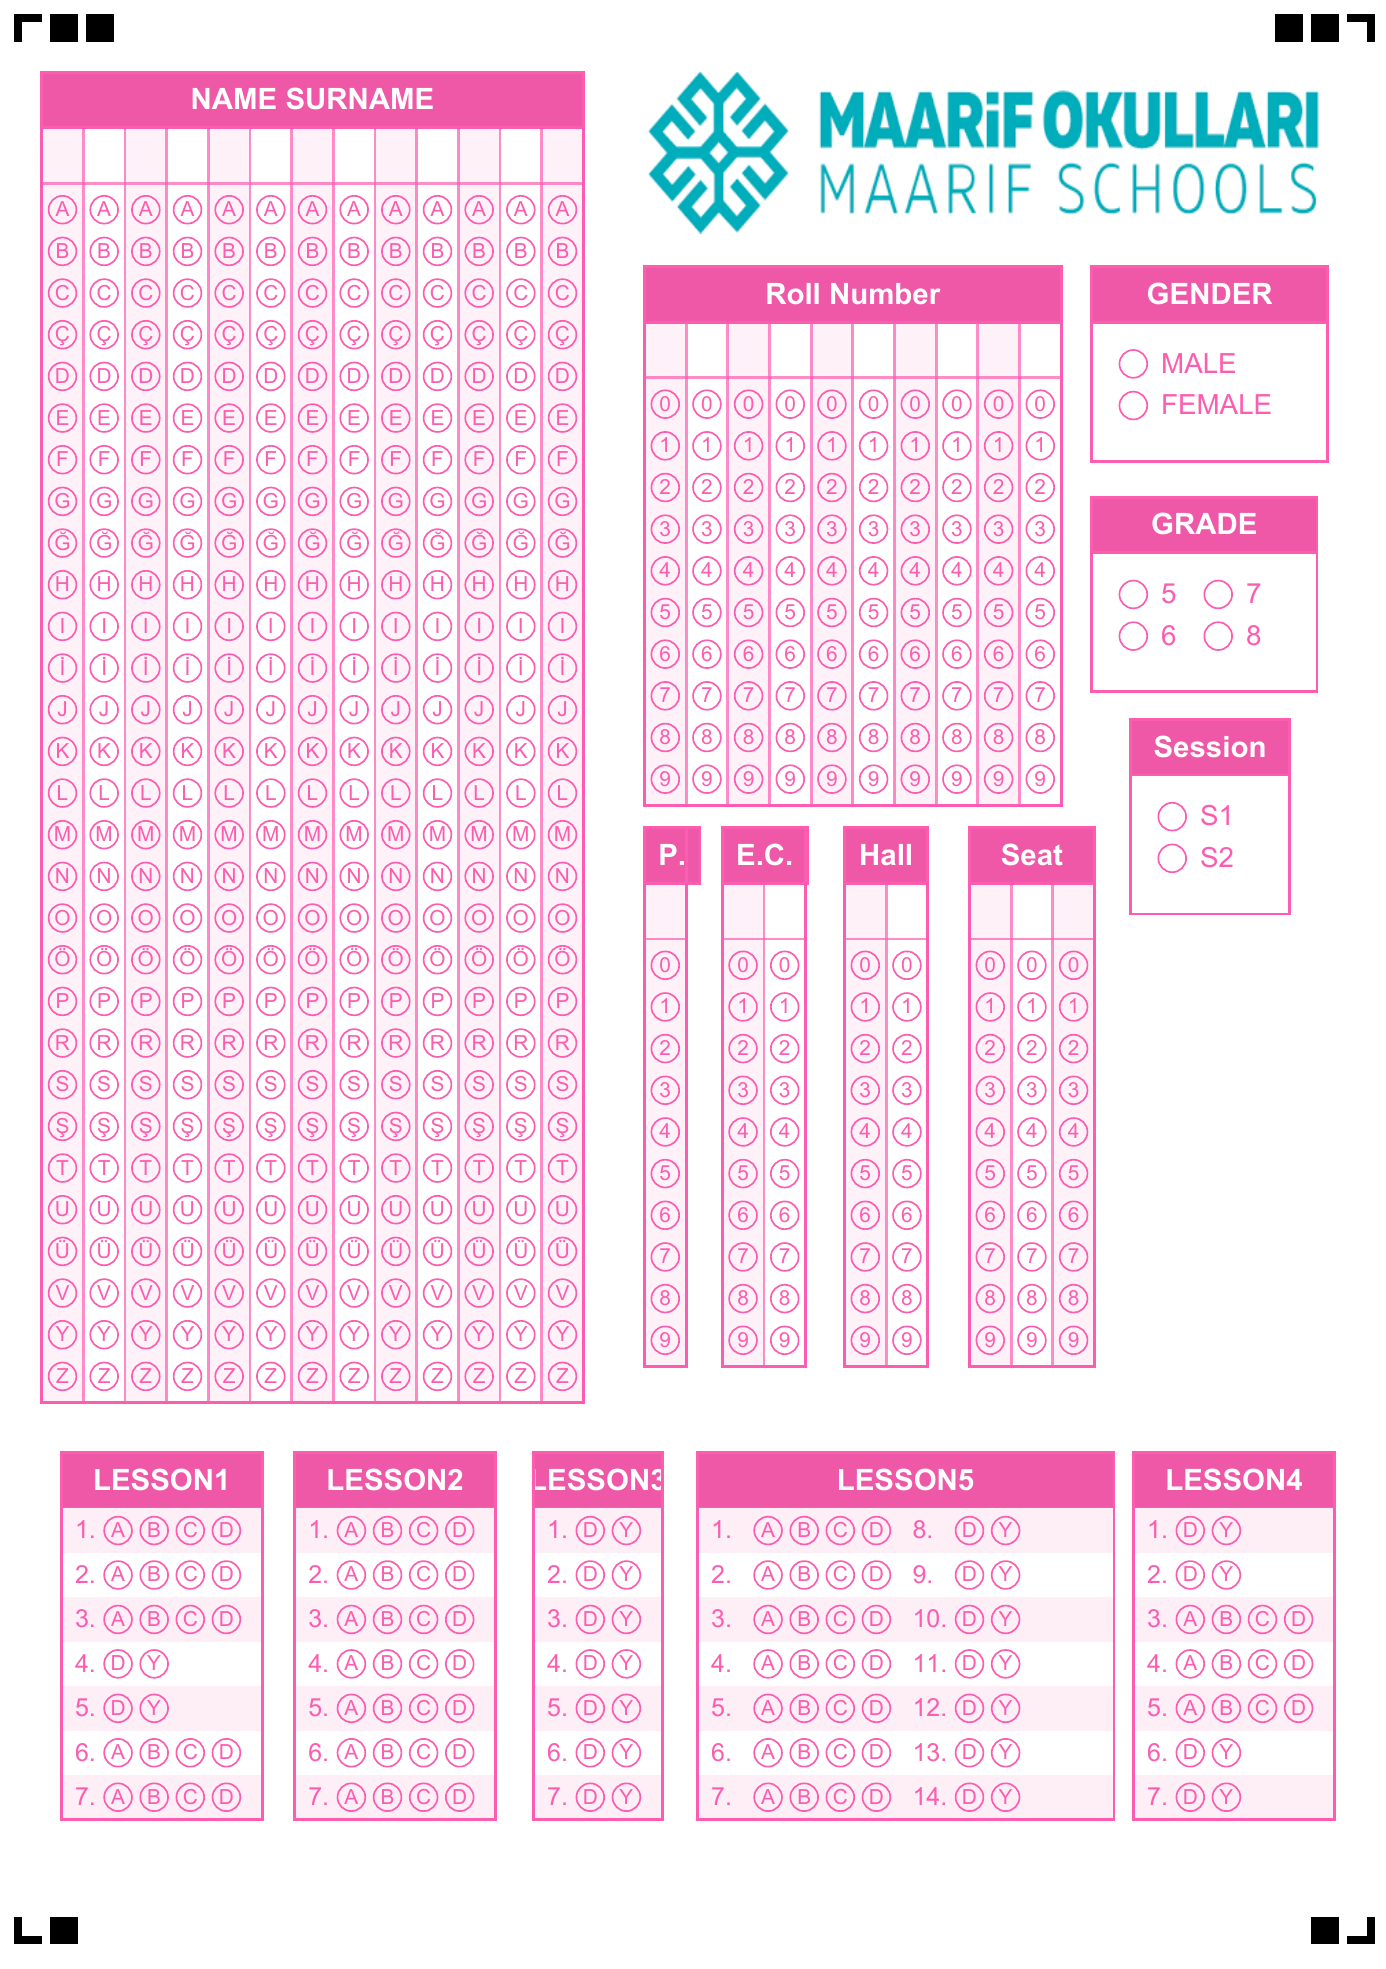 NAME SURNAME
A A A A A A A A A A A A A
B B B B B B B B B B B B B
C C C C C C C C C C C C C
Ç Ç Ç Ç Ç Ç Ç Ç Ç Ç Ç Ç Ç
D D D D D D D D D D D D D
E E E E E E E E E E E E E
F F F F F F F F F F F F F
G G G G G G G G G G G G G
Ğ Ğ Ğ Ğ Ğ Ğ Ğ Ğ Ğ Ğ Ğ Ğ Ğ
H H H H H H H H H H H H H
I I I I I I I I I I I I I
İ İ İ İ İ İ İ İ İ İ İ İ İ
J J J J J J J J J J J J J
K K K K K K K K K K K K K
L L L L L L L L L L L L L
M M M M M M M M M M M M M
N N N N N N N N N N N N N
O O O O O O O O O O O O O
Ö Ö Ö Ö Ö Ö Ö Ö Ö Ö Ö Ö Ö
P P P P P P P P P P P P P
R R R R R R R R R R R R R
S S S S S S S S S S S S S
Ş Ş Ş Ş Ş Ş Ş Ş Ş Ş Ş Ş Ş
T T T T T T T T T T T T T
U U U U U U U U U U U U U
Ü Ü Ü Ü Ü Ü Ü Ü Ü Ü Ü Ü Ü
V V V V V V V V V V V V V
Y Y Y Y Y Y Y Y Y Y Y Y Y
Z Z Z Z Z Z Z Z Z Z Z Z Z
MAARiF OKULLARI
MAARIF SCHOOLS
Roll Number
0 0 0 0 0 0 0 0 0 0
1 1 1 1 1 1 1 1 1 1
2 2 2 2 2 2 2 2 2 2
3 3 3 3 3 3 3 3 3 3
4 4 4 4 4 4 4 4 4 4
5 5 5 5 5 5 5 5 5 5
6 6 6 6 6 6 6 6 6 6
7 7 7 7 7 7 7 7 7 7
8 8 8 8 8 8 8 8 8 8
9 9 9 9 9 9 9 9 9 9
GENDER
MALE
FEMALE
GRADE
5 7
6 8
Session
S1
S2
P.
0
1
2
3
4
5
6
7
8
9
E.C.
0 0
1 1
2 2
3 3
4 4
5 5
6 6
7 7
8 8
9 9
Hall
0 0
1 1
2 2
3 3
4 4
5 5
6 6
7 7
8 8
9 9
Seat
0 0 0
1 1 1
2 2 2
3 3 3
4 4 4
5 5 5
6 6 6
7 7 7
8 8 8
9 9 9
LESSON1
1. A B C D
2. A B C D
3. A B C D
4. D Y
5. D Y
6. A B C D
7. A B C D
LESSON2
1. A B C D
2. A B C D
3. A B C D
4. A B C D
5. A B C D
6. A B C D
7. A B C D
LESSON3
1. D Y
2. D Y
3. D Y
4. D Y
5. D Y
6. D Y
7. D Y
LESSON5
1. A B C D 8. D Y
2. A B C D 9. D Y
3. A B C D 10. D Y
4. A B C D 11. D Y
5. A B C D 12. D Y
6. A B C D 13. D Y
7. A B C D 14. D Y
LESSON4
1. D Y
2. D Y
3. A B C D
4. A B C D
5. A B C D
6. D Y
7. D Y